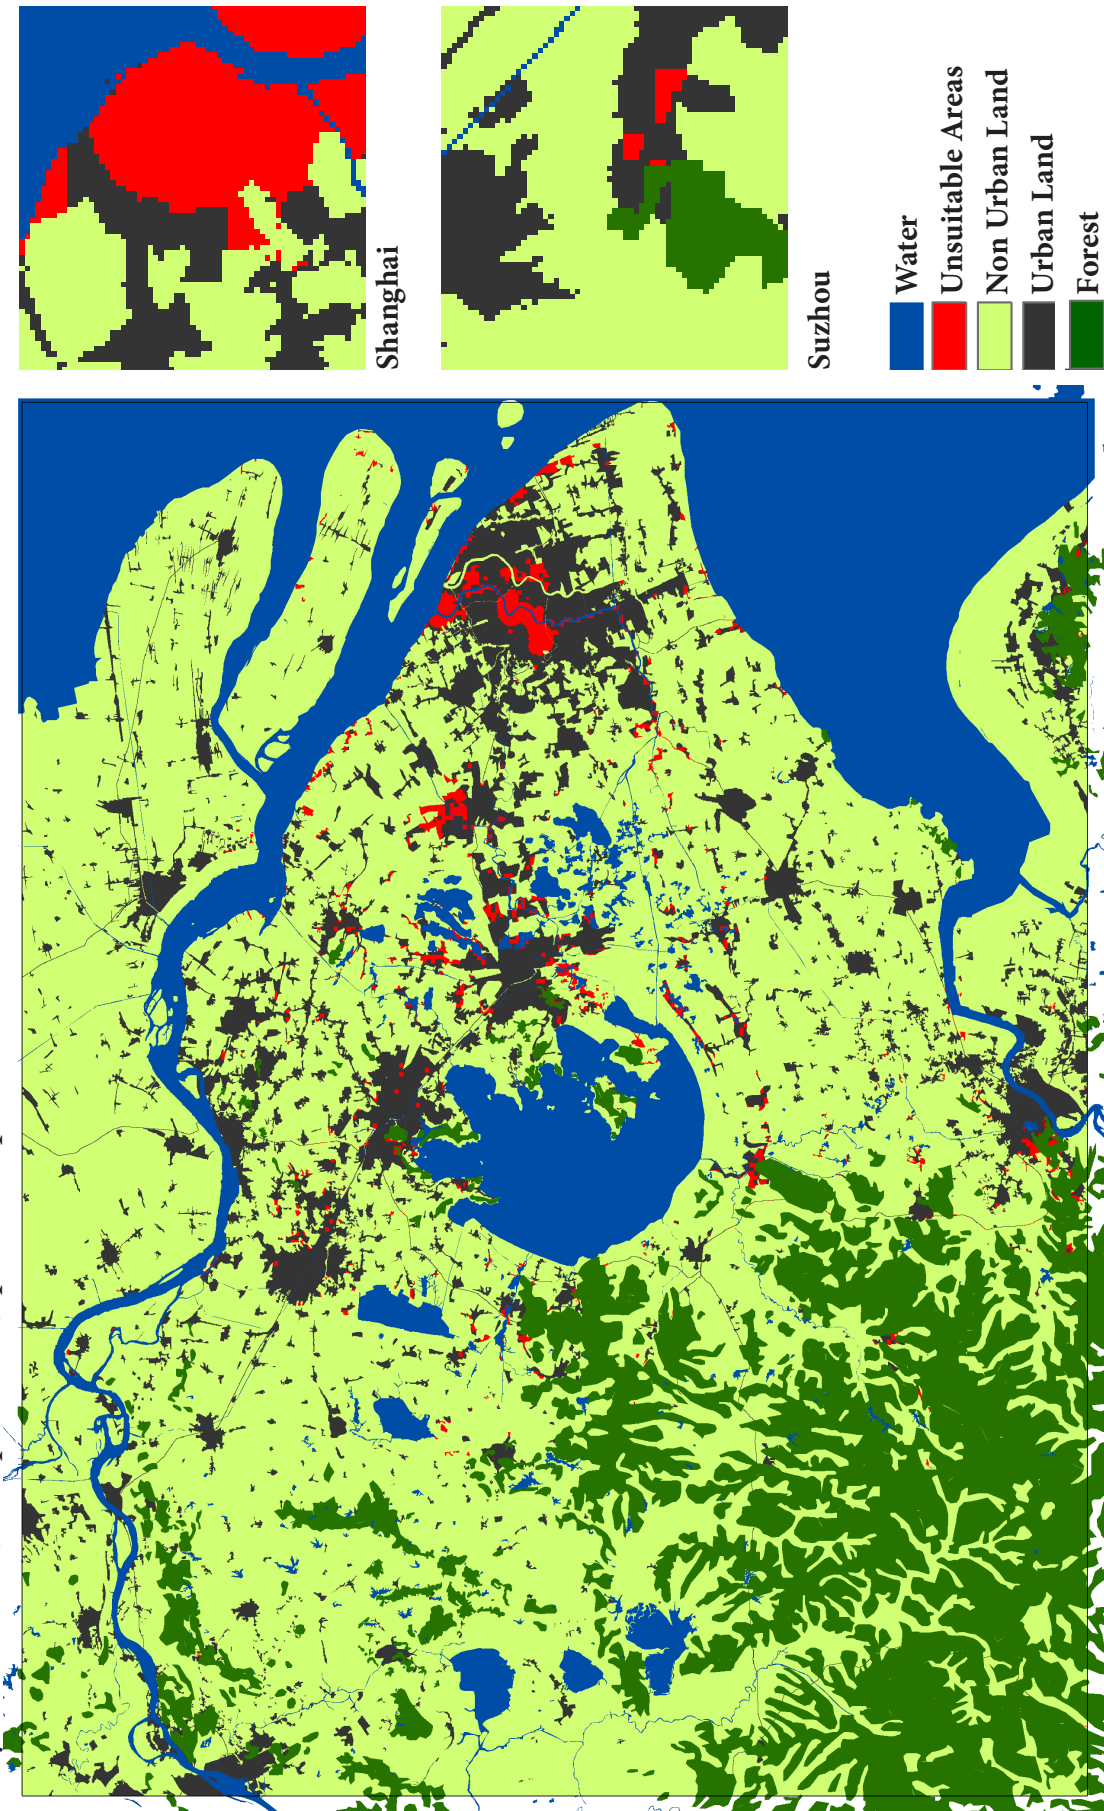 Shanghai
Suzhou
Water
Unsuitable Areas
Non Urban Land
Urban Land
Forest